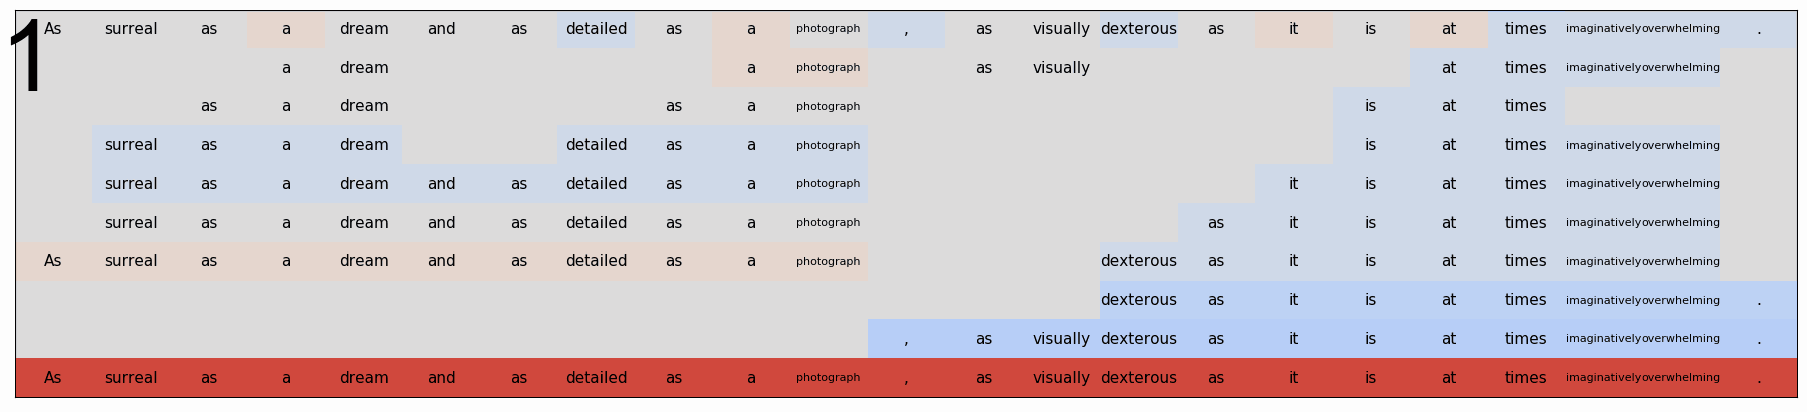 1
As surreal as a dream and as detailed as a photograph , as visually dexterous as it is at times imaginatively overwhelming .
a dream a photograph as visually at times imaginatively overwhelming
as a dream as a photograph is at times
surreal as a dream detailed as a photograph is at times imaginatively overwhelming
surreal as a dream and as detailed as a photograph it is at times imaginatively overwhelming
surreal as a dream and as detailed as a photograph as it is at times imaginatively overwhelming
As surreal as a dream and as detailed as a photograph dexterous as it is at times imaginatively overwhelming
dexterous as it is at times imaginatively overwhelming .
, as visually dexterous as it is at times imaginatively overwhelming .
As surreal as a dream and as detailed as a photograph , as visually dexterous as it is at times imaginatively overwhelming .